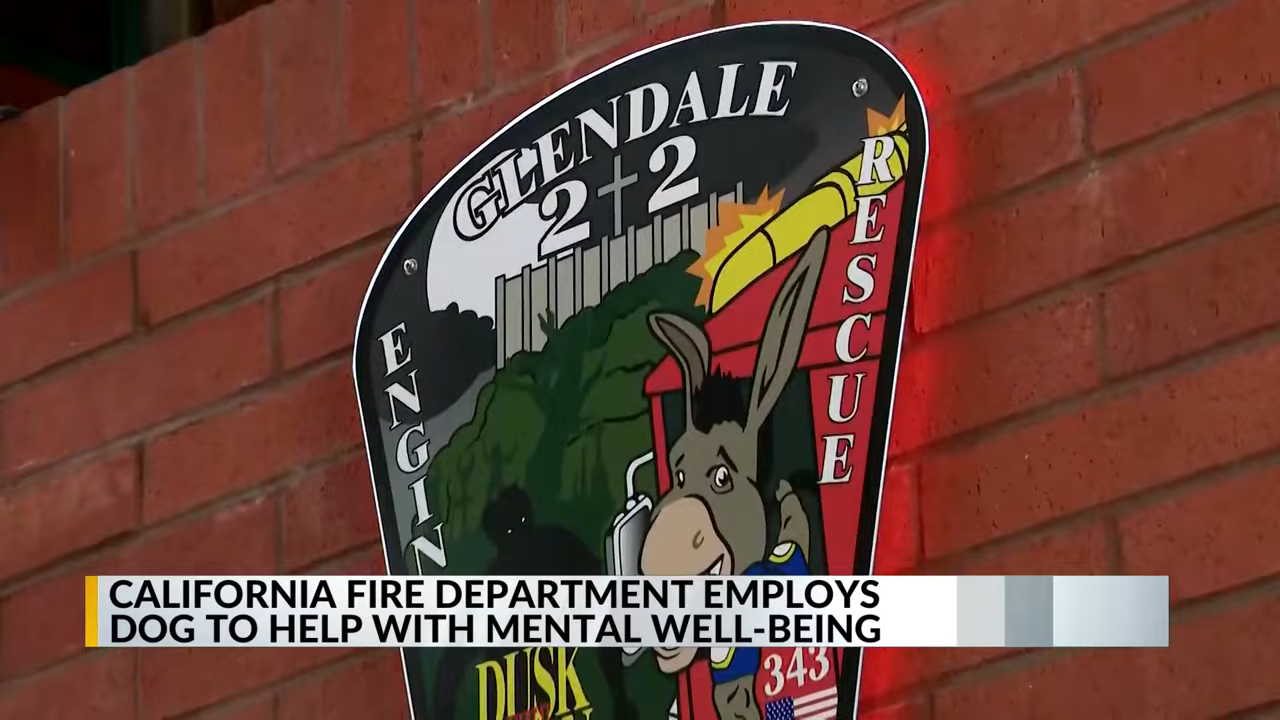 GLENDALE
2 2
RESCUE
ENGIN
343
DUSK
CALIFORNIA FIRE DEPARTMENT EMPLOYS
DOG TO HELP WITH MENTAL WELL-BEING